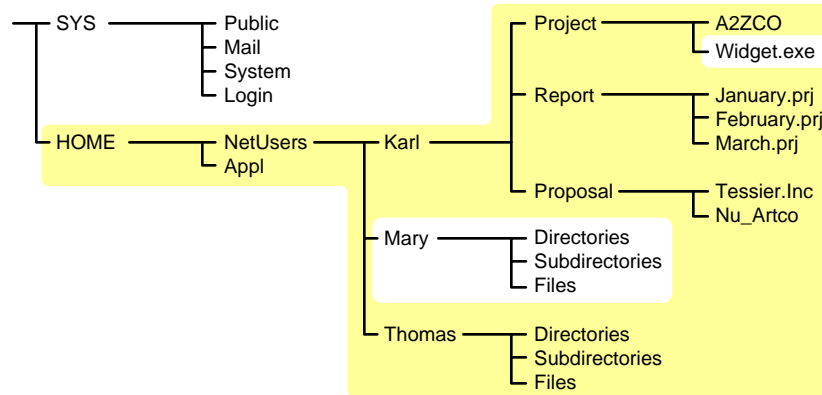 SYS Public Project A2ZCO
Mail Widget.exe
System
Login Report January.prj
February.prj
HOME NetUsers Karl March.prj
Appl
Proposal Tessier.Inc
Nu_Artco
Mary Directories
Subdirectories
Files
Thomas Directories
Subdirectories
Files